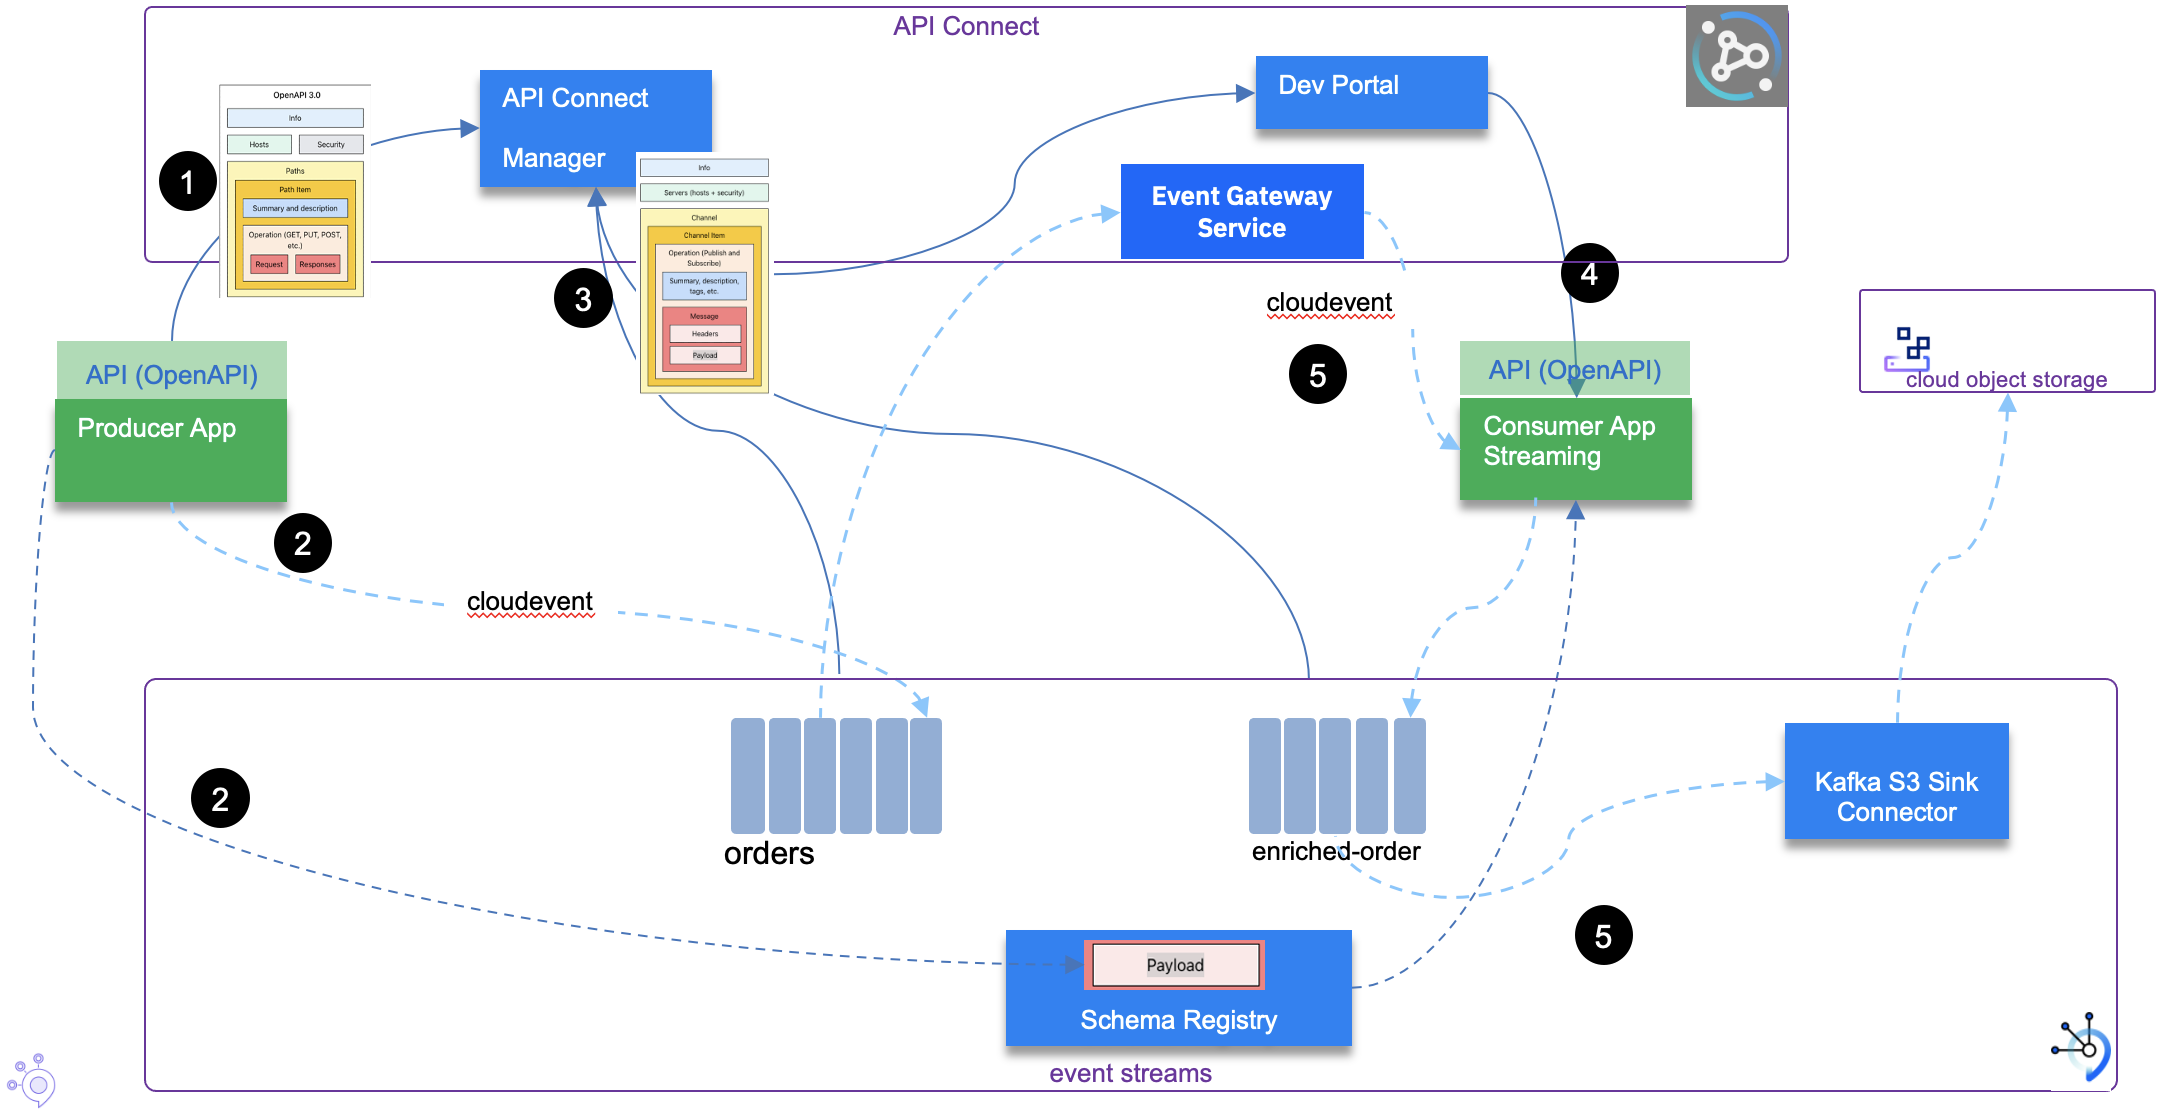 API Connect
OpenAPI 3.0
Info
Hosts
Security
Paths
Path Item
Summary and description
Operation (GET, PUT, POST,
etc.)
Request
Responses
1
API Connect
Manager
Info
Servers (hosts + security)
Channel
Channel Item
Operation (Publish and
Subscribe)
Summary, description,
tags, etc.
Message
Headers
Payload
3
Dev Portal
Event Gateway
Service
4
cloudevent
5
API (OpenAPI)
Producer App
API (OpenAPI)
Consumer App
Streaming
cloud object storage
2
cloudevent
2
orders
enriched-order
Kafka S3 Sink
Connector
5
Payload
Schema Registry
event streams